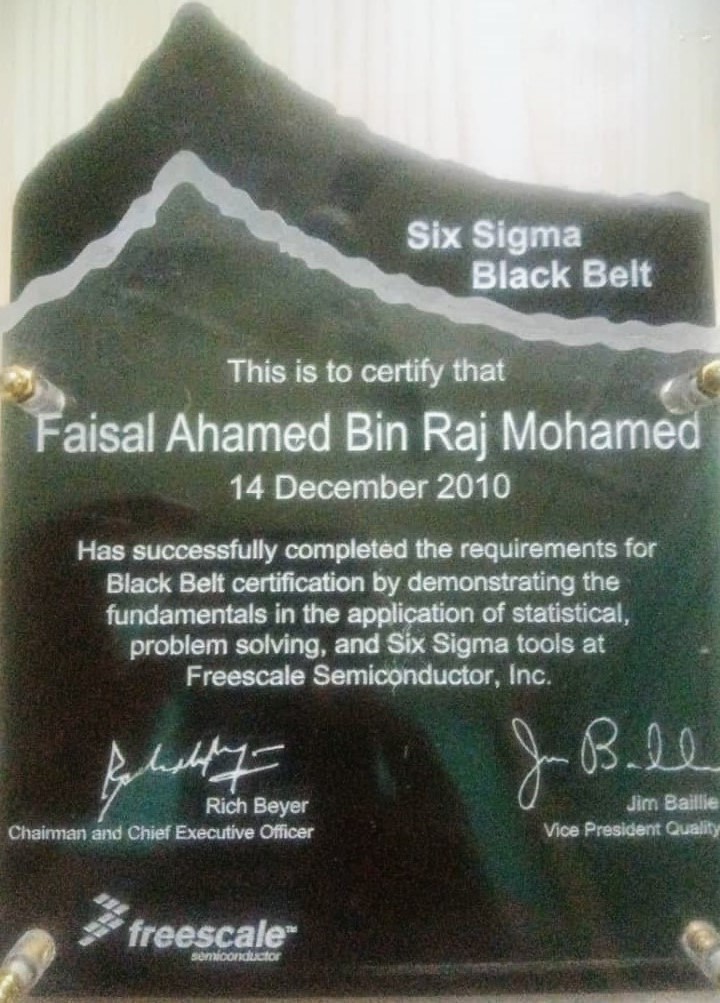 Six Sigma
Black Belt
This is to certify that
Faisal Ahamed Bin Raj Mohamed
14 December 2010
Has successfully completed the requirements for
Black Belt certification by demonstrating the
fundamentals in the application of statistical,
problem solving, and Six Sigma tools at
Freescale Semiconductor, Inc.
Jim Baillie
Rich Beyer
Jim Baillie
Chairman and Chief Executive Officer
Vice President Quality
freescale™
semiconductor